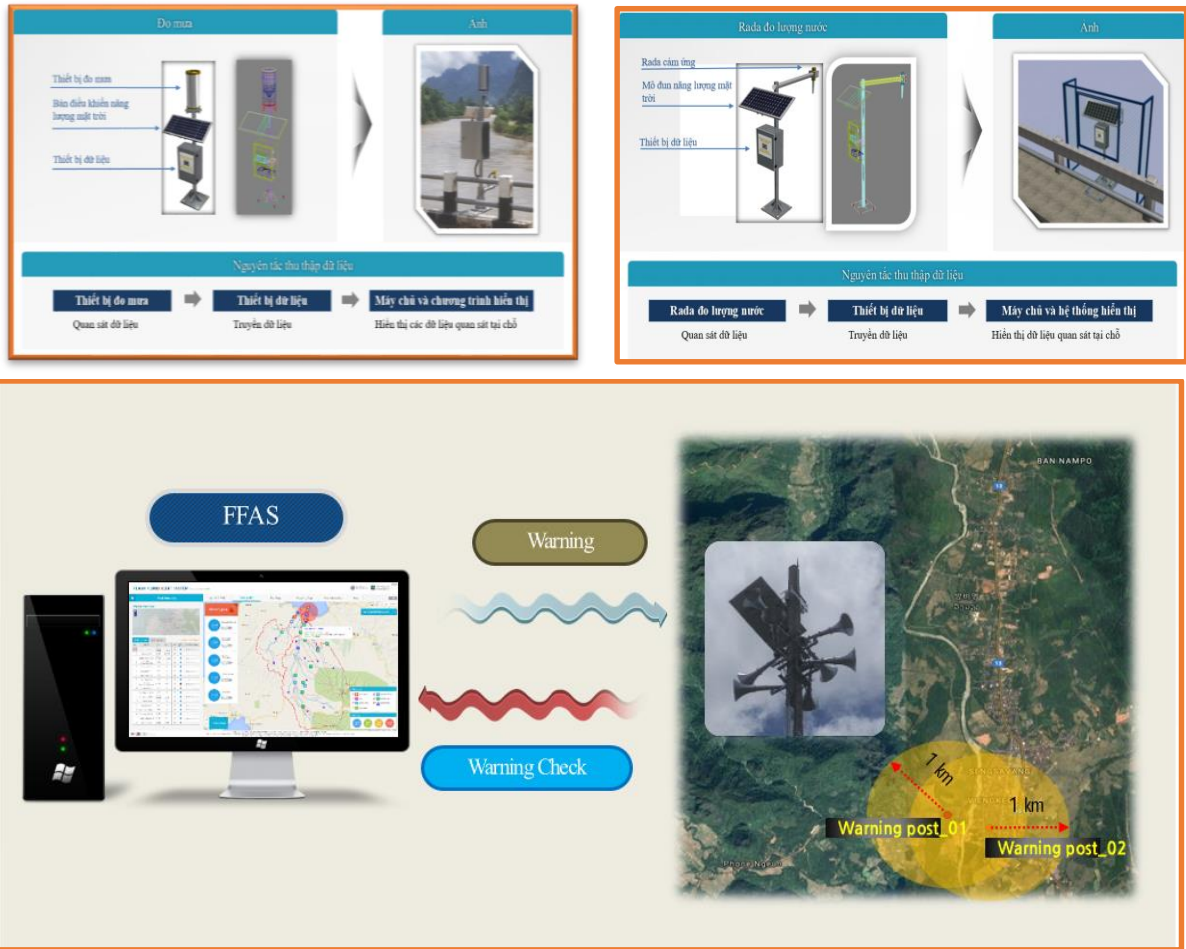 Đo mưa
Ảnh
Thiết bị đo mưa
Bản điều khiển năng
lượng mặt trời
Thiết bị dữ liệu
Nguyên tắc thu thập dữ liệu
Thiết bị đo mưa
Thiết bị dữ liệu
Máy chủ và chương trình hiển thị
Quan sát dữ liệu
Truyền dữ liệu
Hiển thị các dữ liệu quan sát tại chỗ
Rada đo lượng nước
Ảnh
Rada cảm ứng
Mô đun năng lượng mặt
trời
Thiết bị dữ liệu
Nguyên tắc thu thập dữ liệu
Rada đo lượng nước
Thiết bị dữ liệu
Máy chủ và hệ thống hiển thị
Quan sát dữ liệu
Truyền dữ liệu
Hiển thị dữ liệu quan sát tại chỗ
FFAS
Warning
Warning Check
BAN NAMPO
13
13
1 km
1 km
Warning post_01
Warning post_02